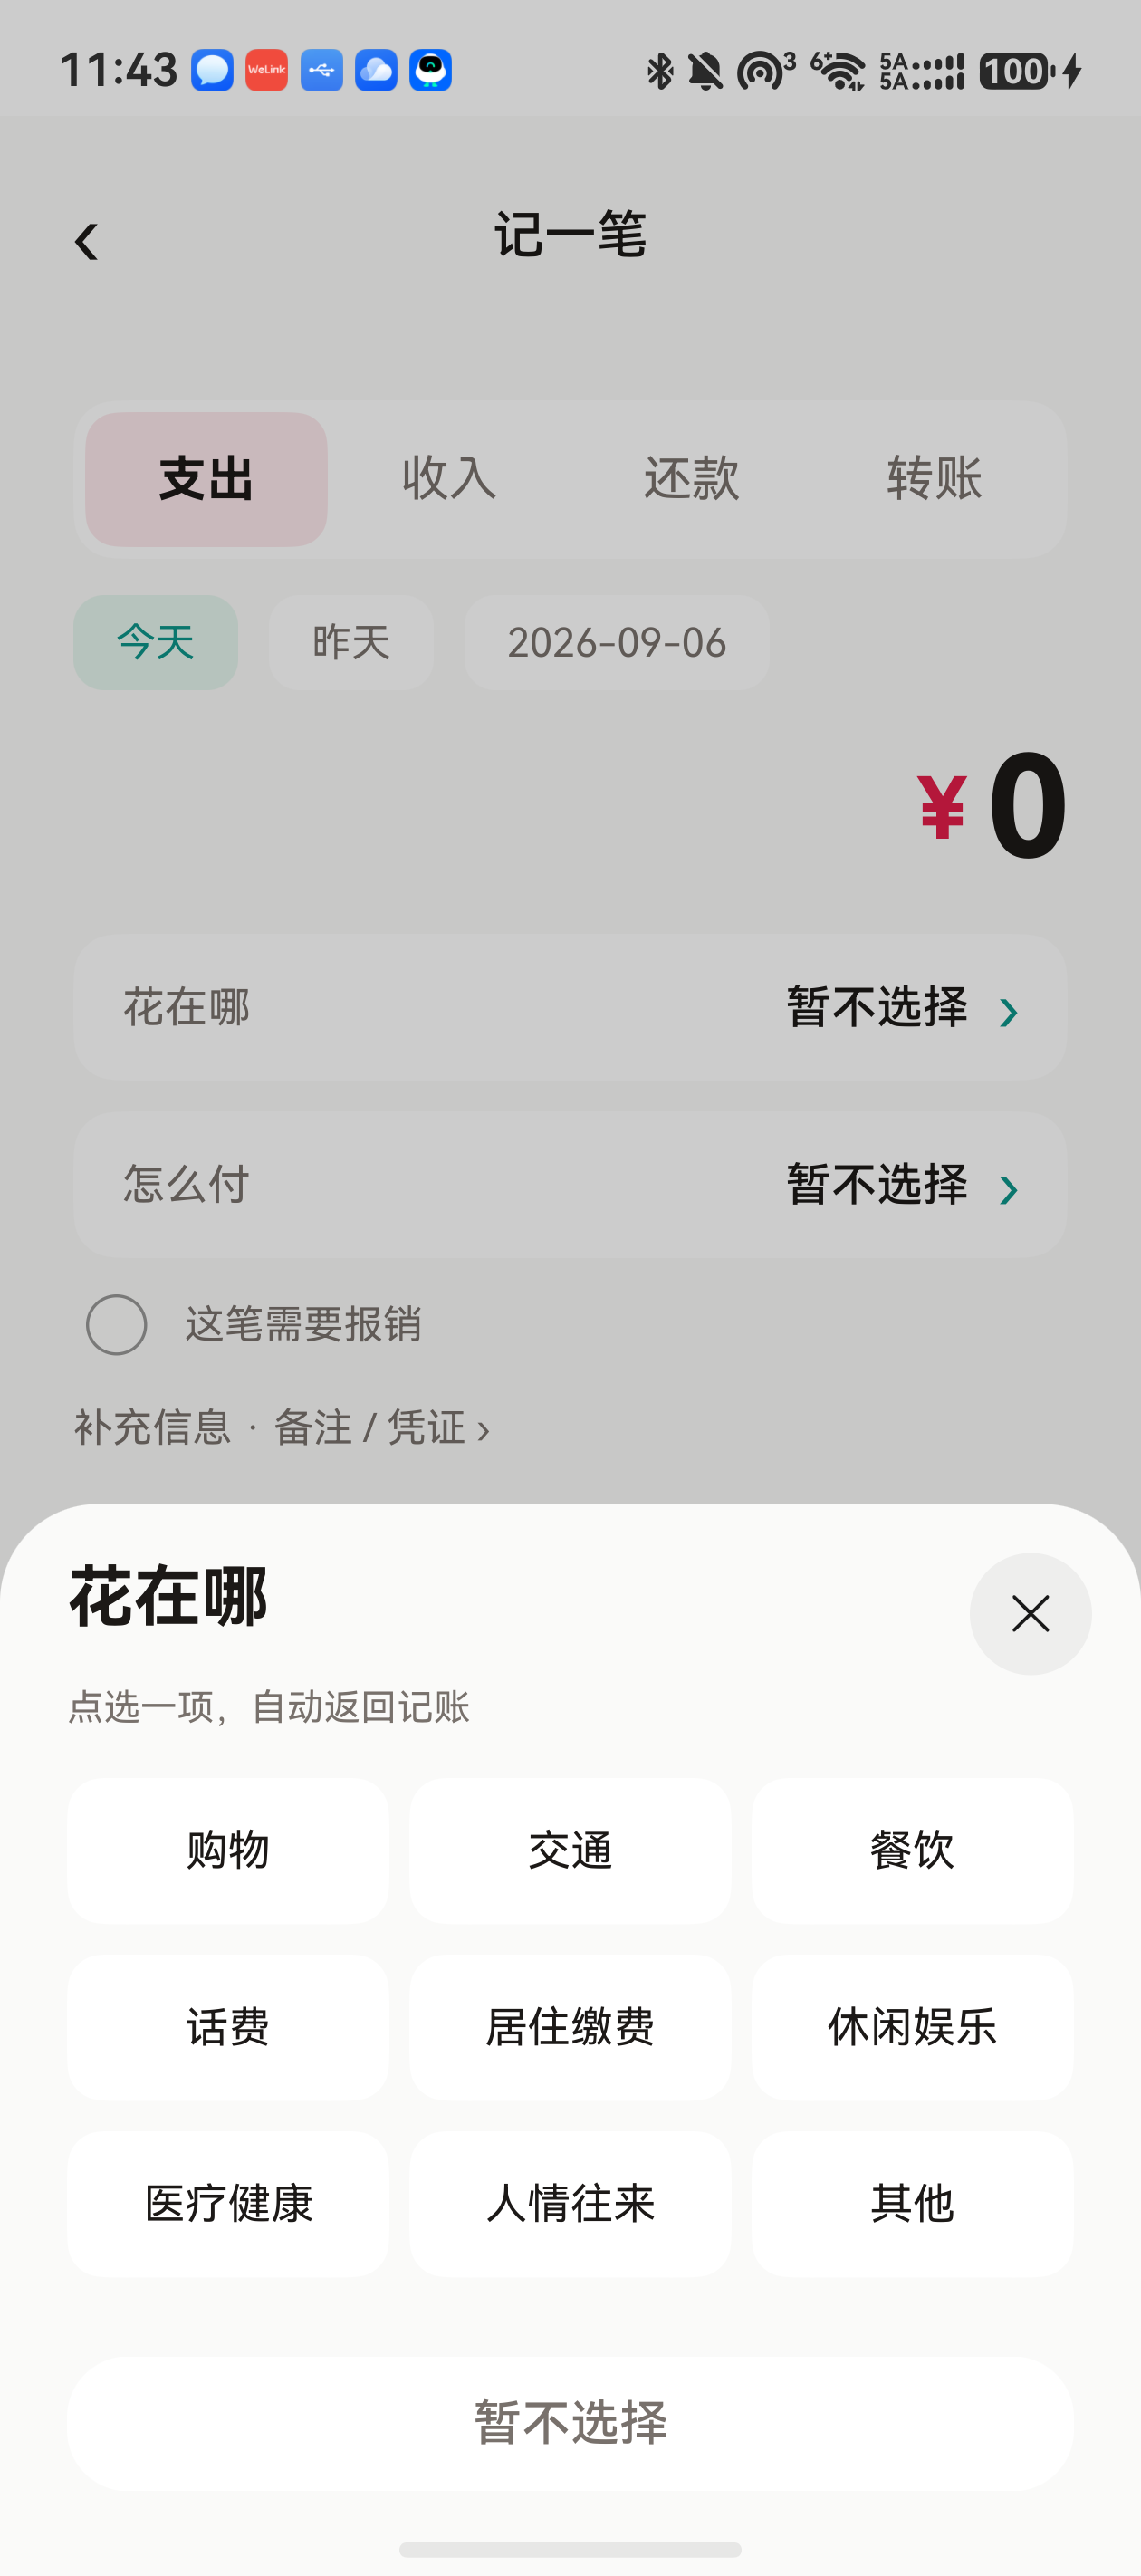 11:43 WeLink 3 6+ 5A 5A 100
‹ 记一笔
支出 收入 还款 转账
今天 昨天 2026-09-06
¥ 0
花在哪 暂不选择 ›
怎么付 暂不选择 ›
这笔需要报销
补充信息 · 备注 / 凭证 ›
花在哪
点选一项，自动返回记账
购物 交通 餐饮
话费 居住缴费 休闲娱乐
医疗健康 人情往来 其他
暂不选择